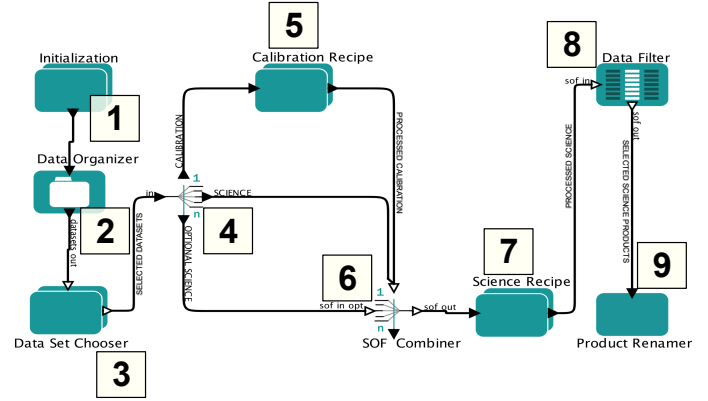 Initialization
1
Data Organizer
2
datasets out
Data Set Chooser
3
SELECTED DATASETS
in
CALIBRATION
1
SCIENCE
n
4
OPTIONAL SCIENCE
5
Calibration Recipe
PROCESSED CALIBRATION
6
sof in opt
1
n
sof out
SOF Combiner
7
Science Recipe
PROCESSED SCIENCE
8
Data Filter
sof in
sof out
SELECTED SCIENCE PRODUCTS
9
Product Renamer